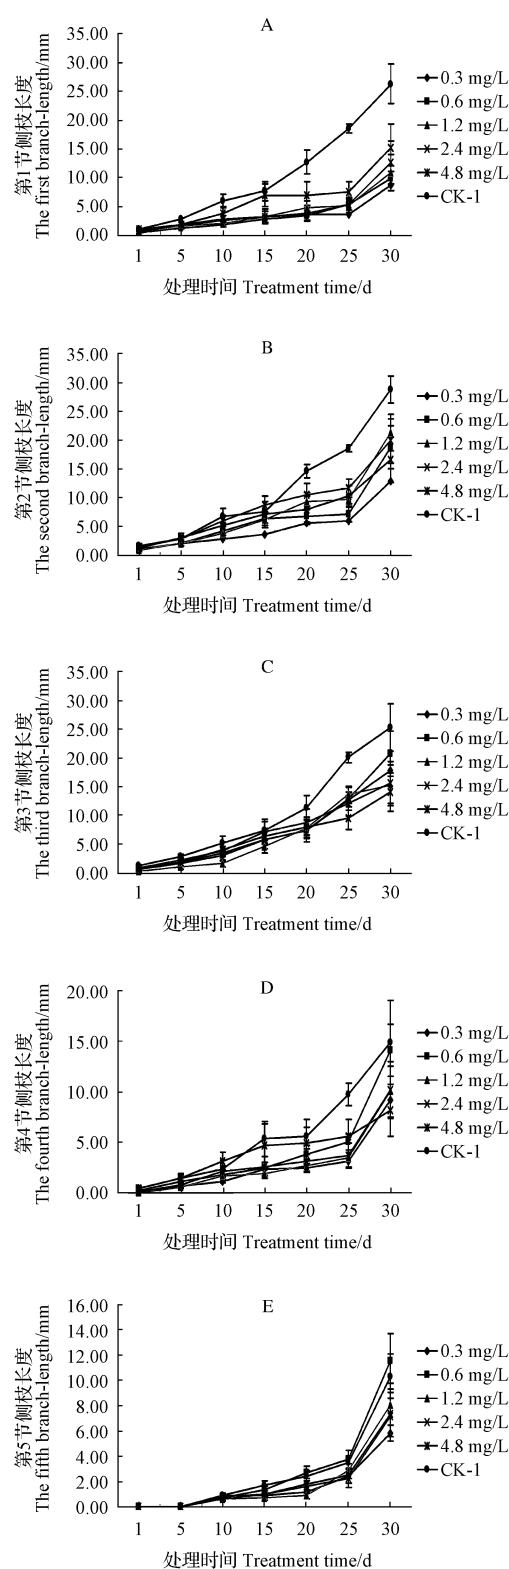 A
35.00
30.00
25.00
20.00
15.00
10.00
5.00
0.00
第1节侧枝长度
The first branch-length/mm
1 5 10 15 20 25 30
处理时间 Treatment time/d
0.3 mg/L
0.6 mg/L
1.2 mg/L
2.4 mg/L
4.8 mg/L
CK-1
B
35.00
30.00
25.00
20.00
15.00
10.00
5.00
0.00
第2节侧枝长度
The second branch-length/mm
1 5 10 15 20 25 30
处理时间 Treatment time/d
0.3 mg/L
0.6 mg/L
1.2 mg/L
2.4 mg/L
4.8 mg/L
CK-1
C
35.00
30.00
25.00
20.00
15.00
10.00
5.00
0.00
第3节侧枝长度
The third branch-length/mm
1 5 10 15 20 25 30
处理时间 Treatment time/d
0.3 mg/L
0.6 mg/L
1.2 mg/L
2.4 mg/L
4.8 mg/L
CK-1
D
20.00
15.00
10.00
5.00
0.00
第4节侧枝长度
The fourth branch-length/mm
1 5 10 15 20 25 30
处理时间 Treatment time/d
0.3 mg/L
0.6 mg/L
1.2 mg/L
2.4 mg/L
4.8 mg/L
CK-1
E
16.00
14.00
12.00
10.00
8.00
6.00
4.00
2.00
0.00
第5节侧枝长度
The fifth branch-length/mm
1 5 10 15 20 25 30
处理时间 Treatment time/d
0.3 mg/L
0.6 mg/L
1.2 mg/L
2.4 mg/L
4.8 mg/L
CK-1